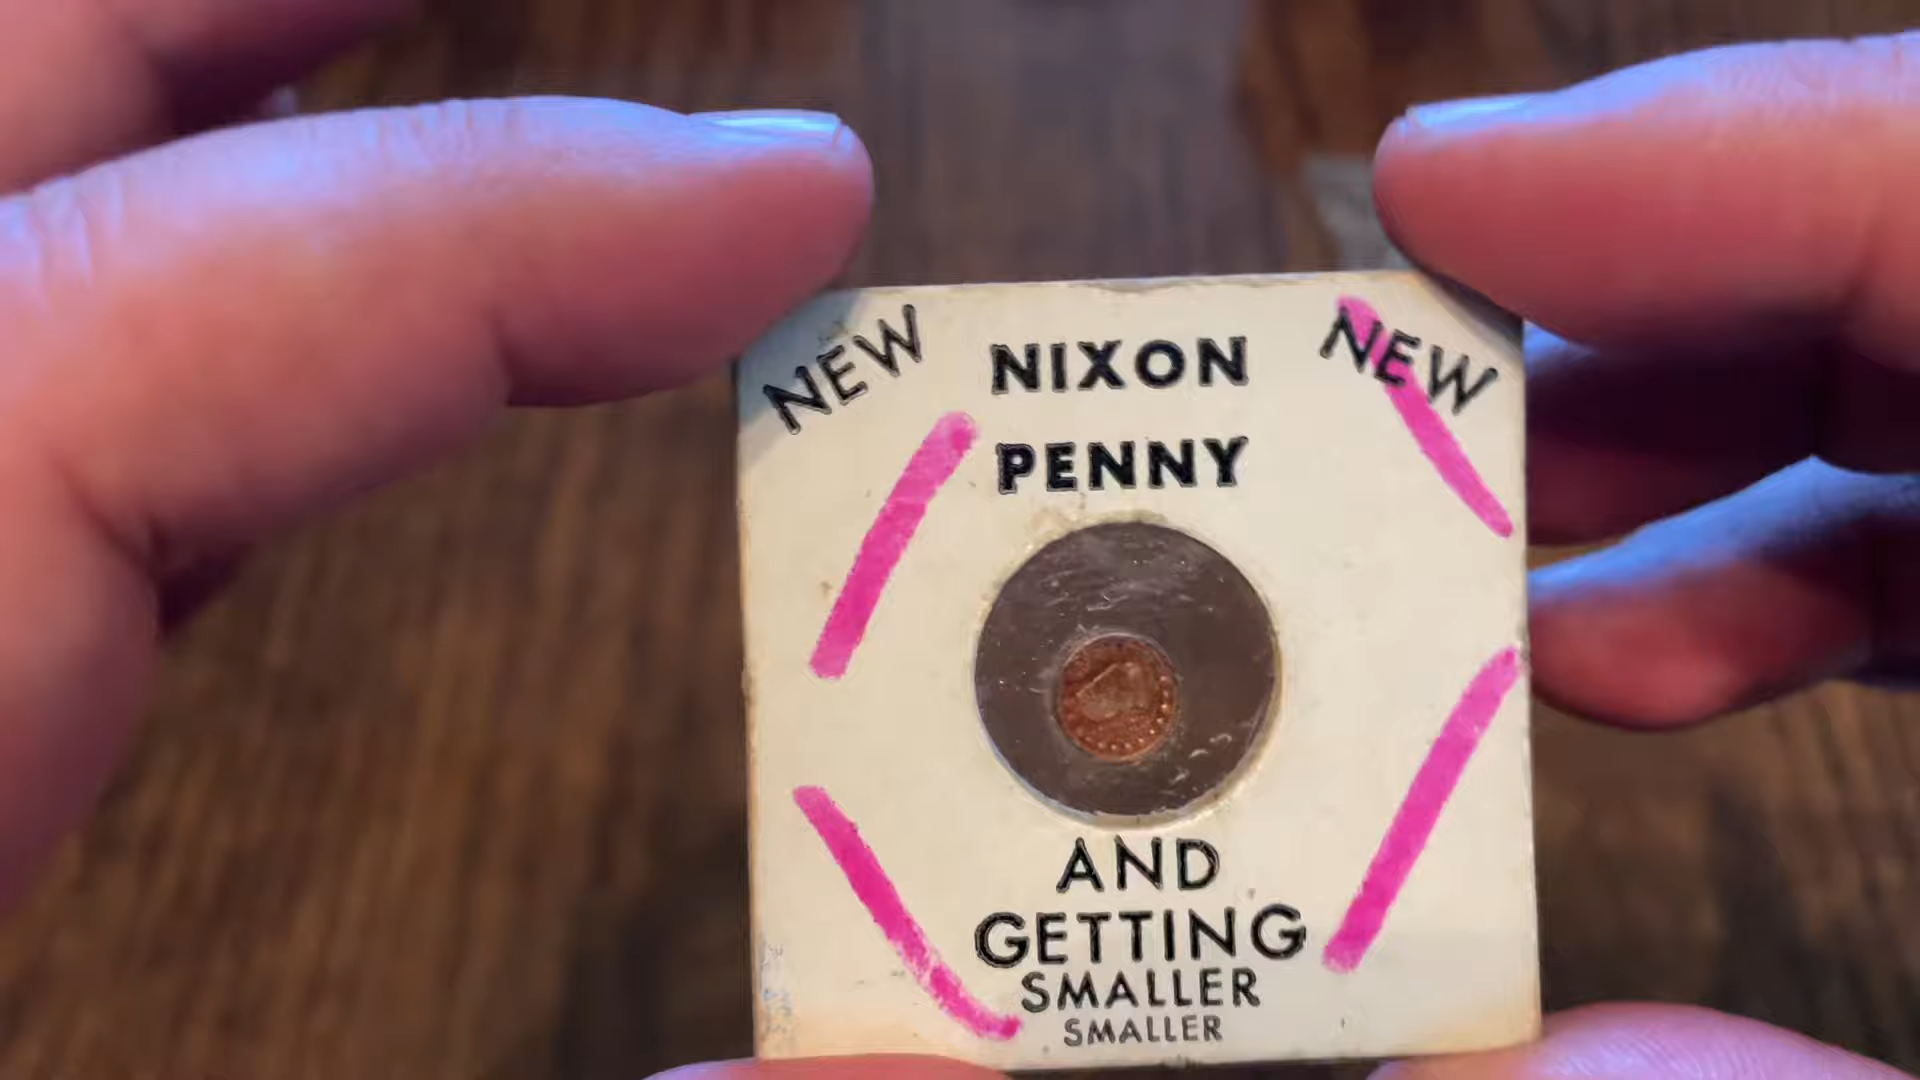 NEW NIXON NEW
PENNY
AND
GETTING
SMALLER
SMALLER